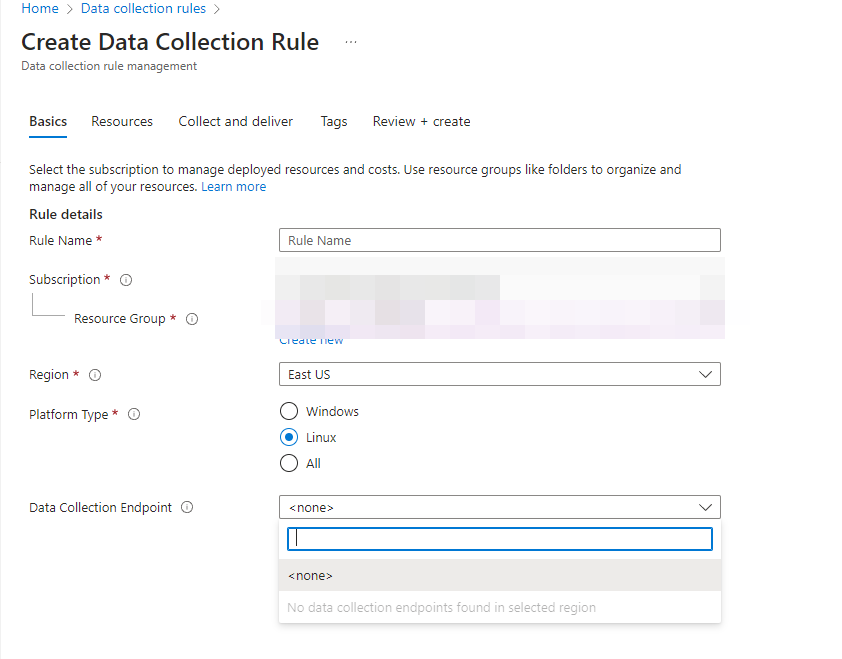 Home > Data collection rules >
Create Data Collection Rule ...
Data collection rule management
Basics Resources Collect and deliver Tags Review + create
Select the subscription to manage deployed resources and costs. Use resource groups like folders to organize and
manage all of your resources. Learn more
Rule details
Rule Name * Rule Name
Subscription *
Resource Group *
Create new
Region * East US
Platform Type * Windows
Linux
All
Data Collection Endpoint <none>
<none>
No data collection endpoints found in selected region